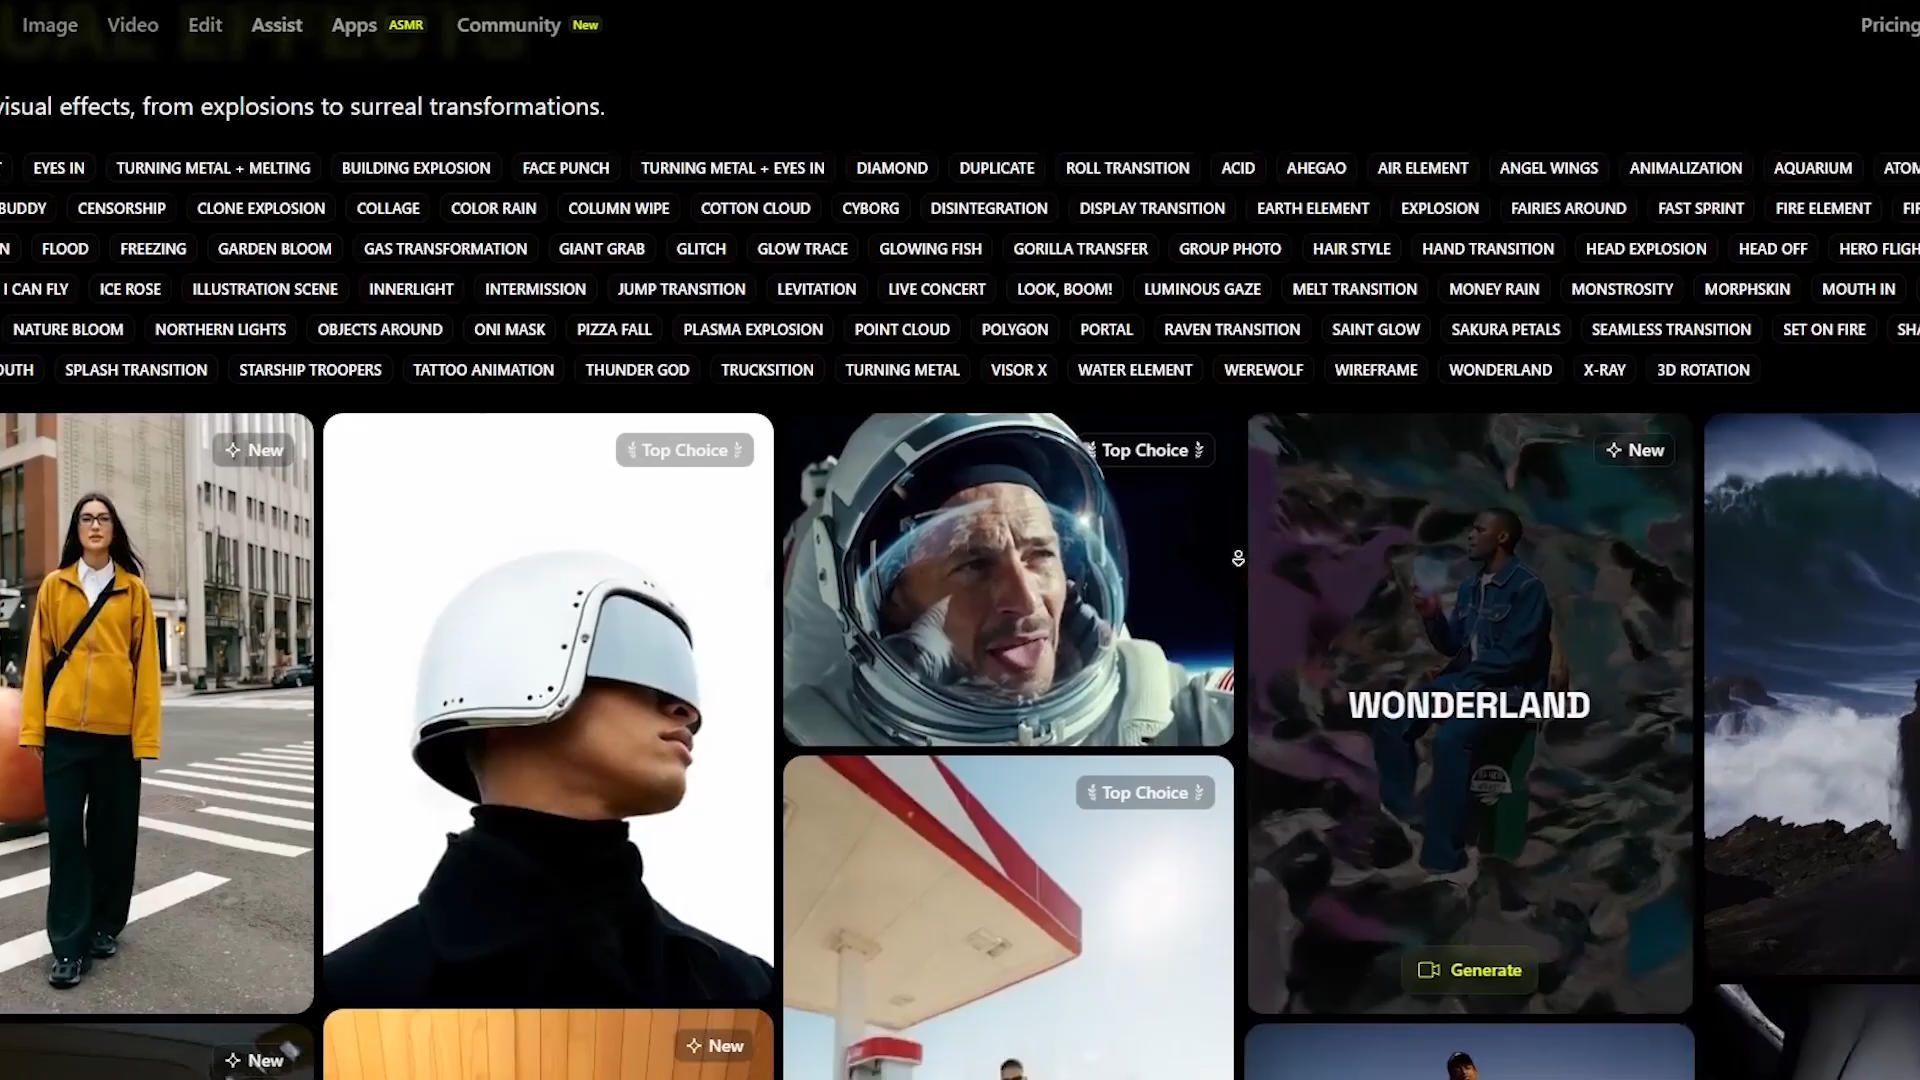 Image Video Edit Assist Apps ASMR Community New Pricing
visual effects, from explosions to surreal transformations.
EYES IN TURNING METAL + MELTING BUILDING EXPLOSION FACE PUNCH TURNING METAL + EYES IN DIAMOND DUPLICATE ROLL TRANSITION ACID AHEGAO AIR ELEMENT ANGEL WINGS ANIMALIZATION AQUARIUM ATOM
BUDDY CENSORSHIP CLONE EXPLOSION COLLAGE COLOR RAIN COLUMN WIPE COTTON CLOUD CYBORG DISINTEGRATION DISPLAY TRANSITION EARTH ELEMENT EXPLOSION FAIRIES AROUND FAST SPRINT FIRE ELEMENT
N FLOOD FREEZING GARDEN BLOOM GAS TRANSFORMATION GIANT GRAB GLITCH GLOW TRACE GLOWING FISH GORILLA TRANSFER GROUP PHOTO HAIR STYLE HAND TRANSITION HEAD EXPLOSION HEAD OFF HERO FLIGH
I CAN FLY ICE ROSE ILLUSTRATION SCENE INNERLIGHT INTERMISSION JUMP TRANSITION LEVITATION LIVE CONCERT LOOK, BOOM! LUMINOUS GAZE MELT TRANSITION MONEY RAIN MONSTROSITY MORPHSKIN MOUTH IN
NATURE BLOOM NORTHERN LIGHTS OBJECTS AROUND ONI MASK PIZZA FALL PLASMA EXPLOSION POINT CLOUD POLYGON PORTAL RAVEN TRANSITION SAINT GLOW SAKURA PETALS SEAMLESS TRANSITION SET ON FIRE SHA
OUTH SPLASH TRANSITION STARSHIP TROOPERS TATTOO ANIMATION THUNDER GOD TRUCKSITION TURNING METAL VISOR X WATER ELEMENT WEREWOLF WIREFRAME WONDERLAND X-RAY 3D ROTATION
New
Top Choice
Top Choice
New
WONDERLAND
Top Choice
Generate
New
New